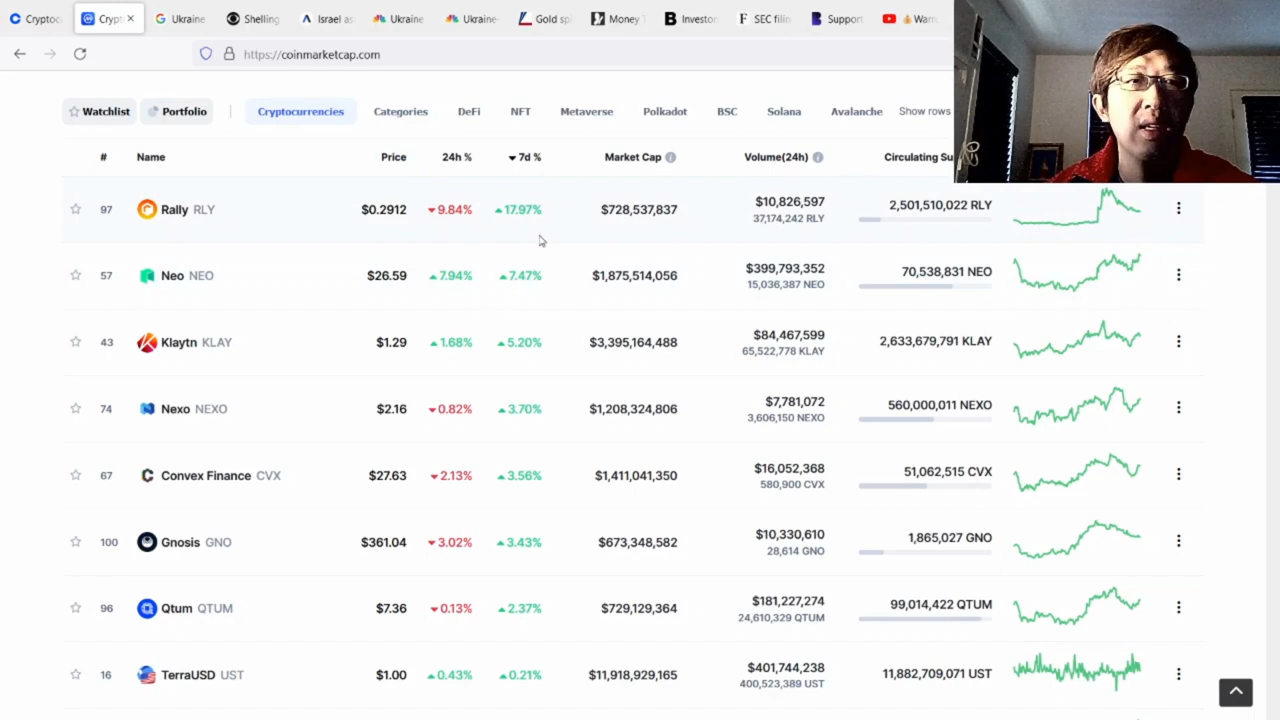 Cryptoc
Crypt
Ukraine
Shelling
Israel as
Ukraine
Ukraine-
Gold sp
Money T
Investor
SEC filin
Support
Warn
https://coinmarketcap.com
Watchlist
Portfolio
Cryptocurrencies
Categories
DeFi
NFT
Metaverse
Polkadot
BSC
Solana
Avalanche
Show rows
# Name Price 24h % 7d % Market Cap Volume(24h) Circulating Su
97 Rally RLY $0.2912 9.84% 17.97% $728,537,837 $10,826,597 2,501,510,022 RLY
37,174,242 RLY
57 Neo NEO $26.59 7.94% 7.47% $1,875,514,056 $399,793,352 70,538,831 NEO
15,036,387 NEO
43 Klaytn KLAY $1.29 1.68% 5.20% $3,395,164,488 $84,467,599 2,633,679,791 KLAY
65,522,778 KLAY
74 Nexo NEXO $2.16 0.82% 3.70% $1,208,324,806 $7,781,072 560,000,011 NEXO
3,606,150 NEXO
67 Convex Finance CVX $27.63 2.13% 3.56% $1,411,041,350 $16,052,368 51,062,515 CVX
580,900 CVX
100 Gnosis GNO $361.04 3.02% 3.43% $673,348,582 $10,330,610 1,865,027 GNO
28,614 GNO
96 Qtum QTUM $7.36 0.13% 2.37% $729,129,364 $181,227,274 99,014,422 QTUM
24,610,329 QTUM
16 TerraUSD UST $1.00 0.43% 0.21% $11,918,929,165 $401,744,238 11,882,709,071 UST
400,523,389 UST